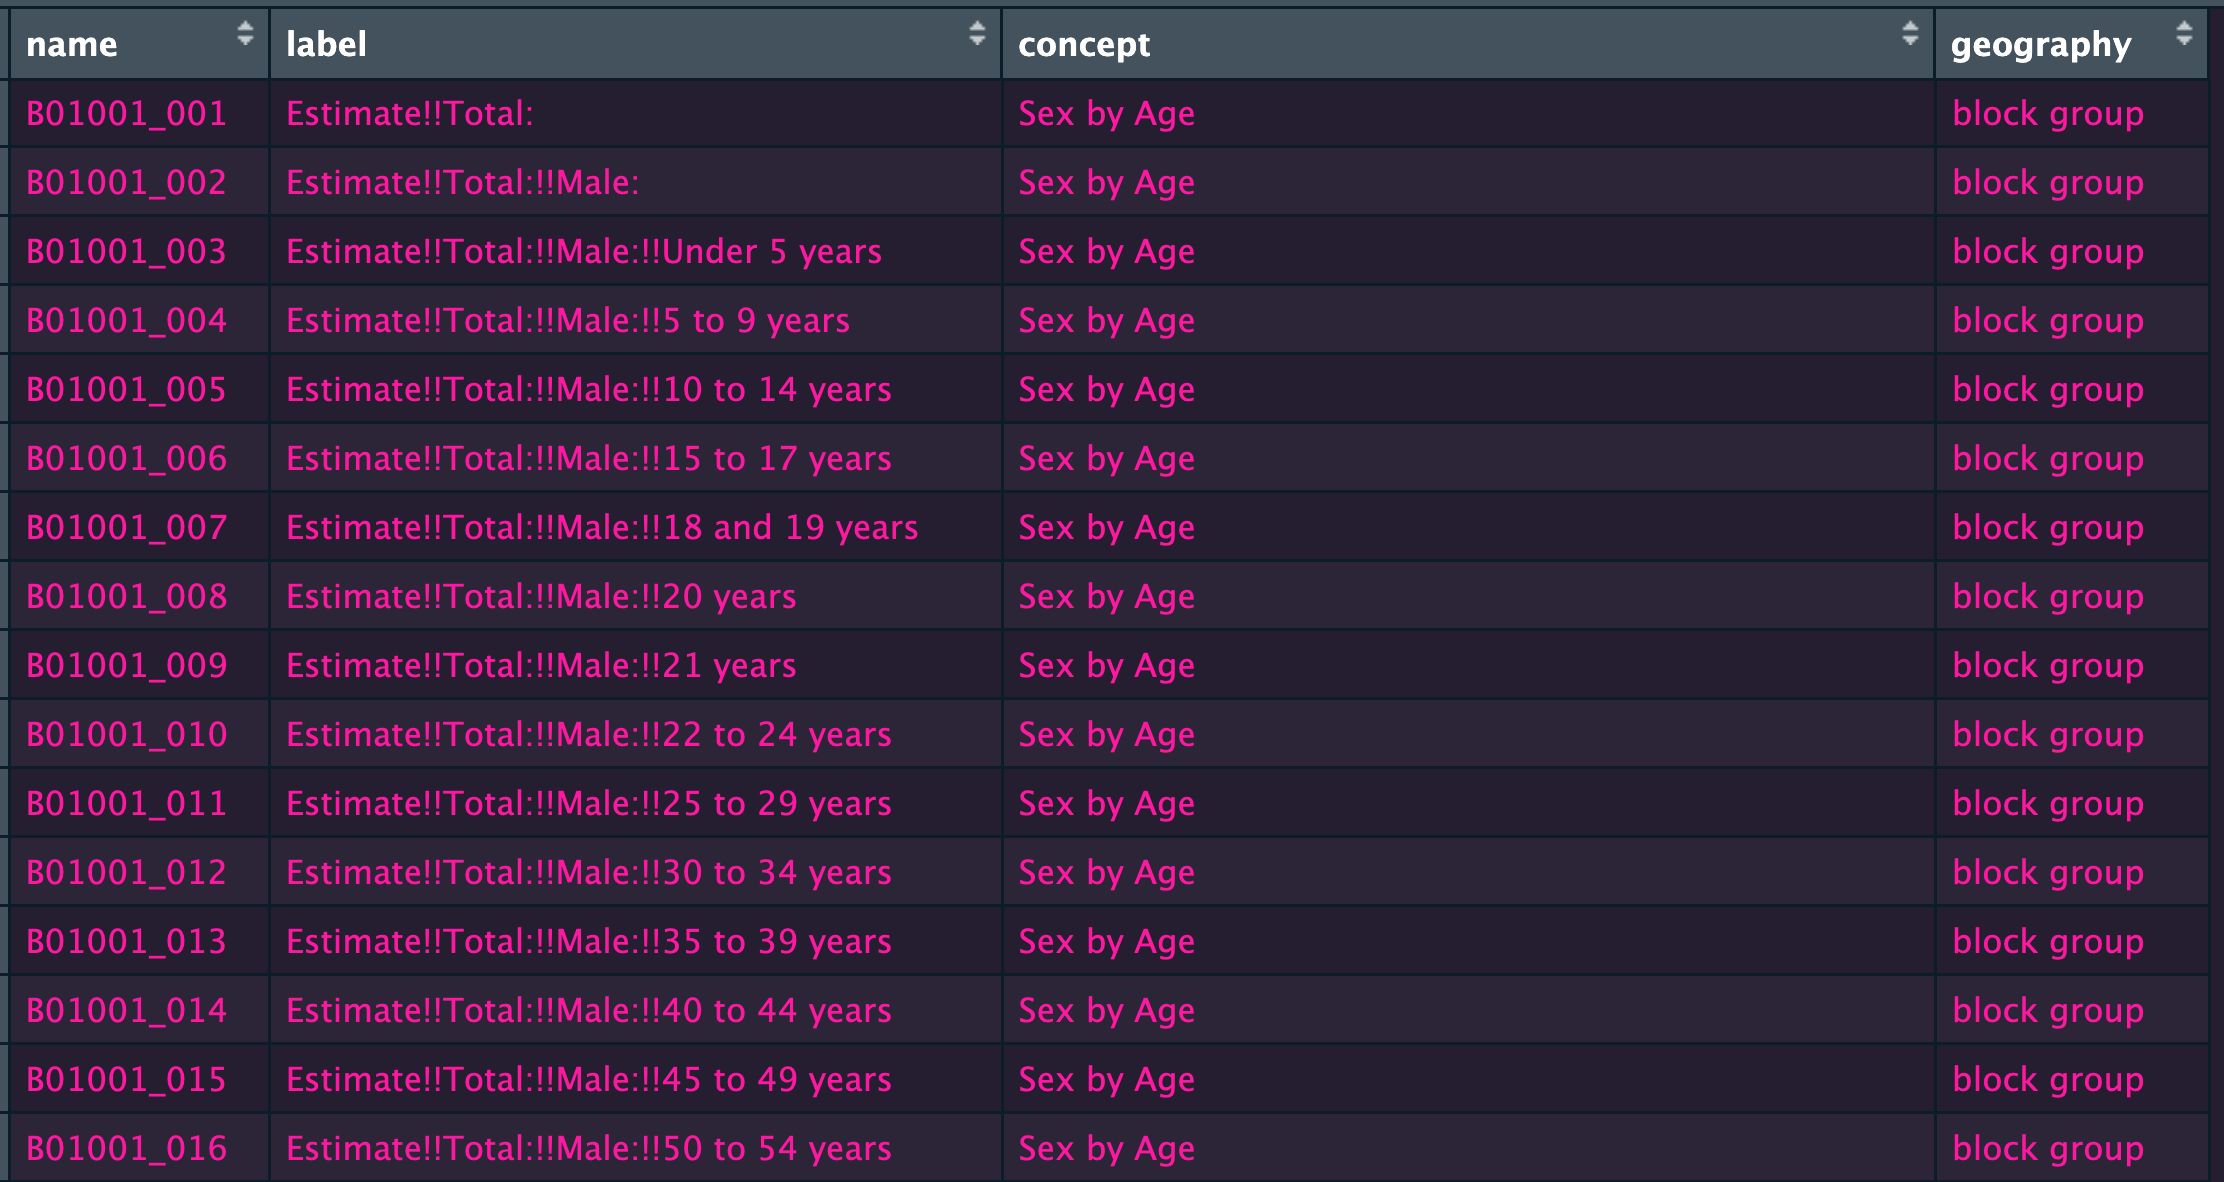 name label concept geography
B01001_001 Estimate!!Total: Sex by Age block group
B01001_002 Estimate!!Total:!!Male: Sex by Age block group
B01001_003 Estimate!!Total:!!Male:!!Under 5 years Sex by Age block group
B01001_004 Estimate!!Total:!!Male:!!5 to 9 years Sex by Age block group
B01001_005 Estimate!!Total:!!Male:!!10 to 14 years Sex by Age block group
B01001_006 Estimate!!Total:!!Male:!!15 to 17 years Sex by Age block group
B01001_007 Estimate!!Total:!!Male:!!18 and 19 years Sex by Age block group
B01001_008 Estimate!!Total:!!Male:!!20 years Sex by Age block group
B01001_009 Estimate!!Total:!!Male:!!21 years Sex by Age block group
B01001_010 Estimate!!Total:!!Male:!!22 to 24 years Sex by Age block group
B01001_011 Estimate!!Total:!!Male:!!25 to 29 years Sex by Age block group
B01001_012 Estimate!!Total:!!Male:!!30 to 34 years Sex by Age block group
B01001_013 Estimate!!Total:!!Male:!!35 to 39 years Sex by Age block group
B01001_014 Estimate!!Total:!!Male:!!40 to 44 years Sex by Age block group
B01001_015 Estimate!!Total:!!Male:!!45 to 49 years Sex by Age block group
B01001_016 Estimate!!Total:!!Male:!!50 to 54 years Sex by Age block group